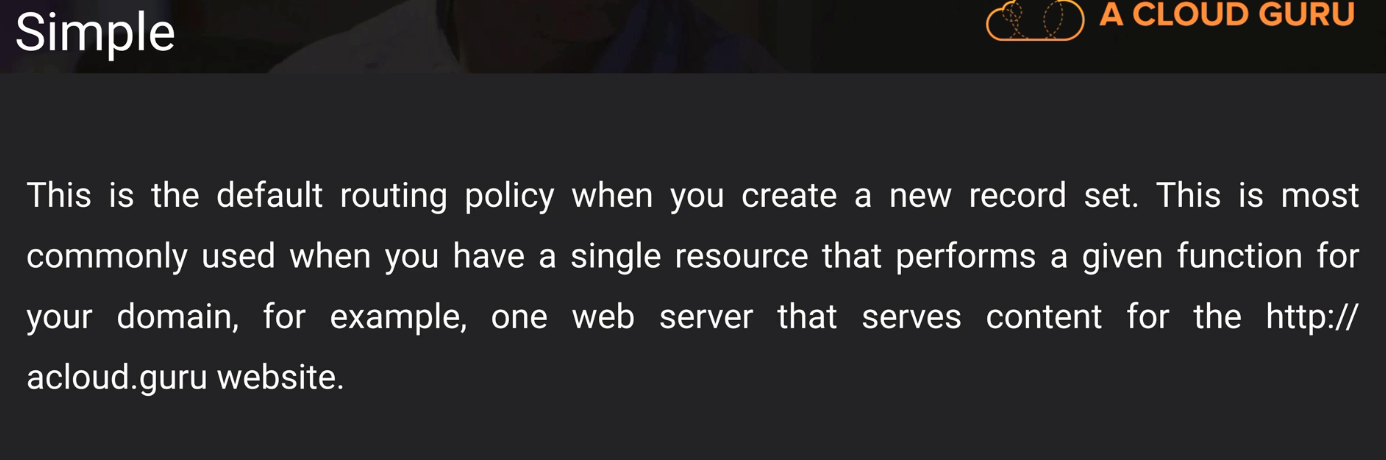 Simple
A CLOUD GURU
This is the default routing policy when you create a new record set. This is most
commonly used when you have a single resource that performs a given function for
your domain, for example, one web server that serves content for the http://
acloud.guru website.